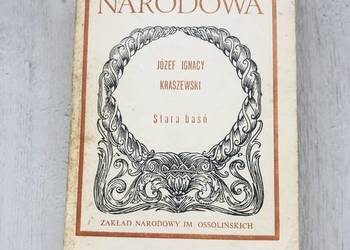 NARODOWA
JÓZEF IGNACY
KRASZEWSKI
Stara baśń
ZAKŁAD NARODOWY IM OSSOLIŃSKICH